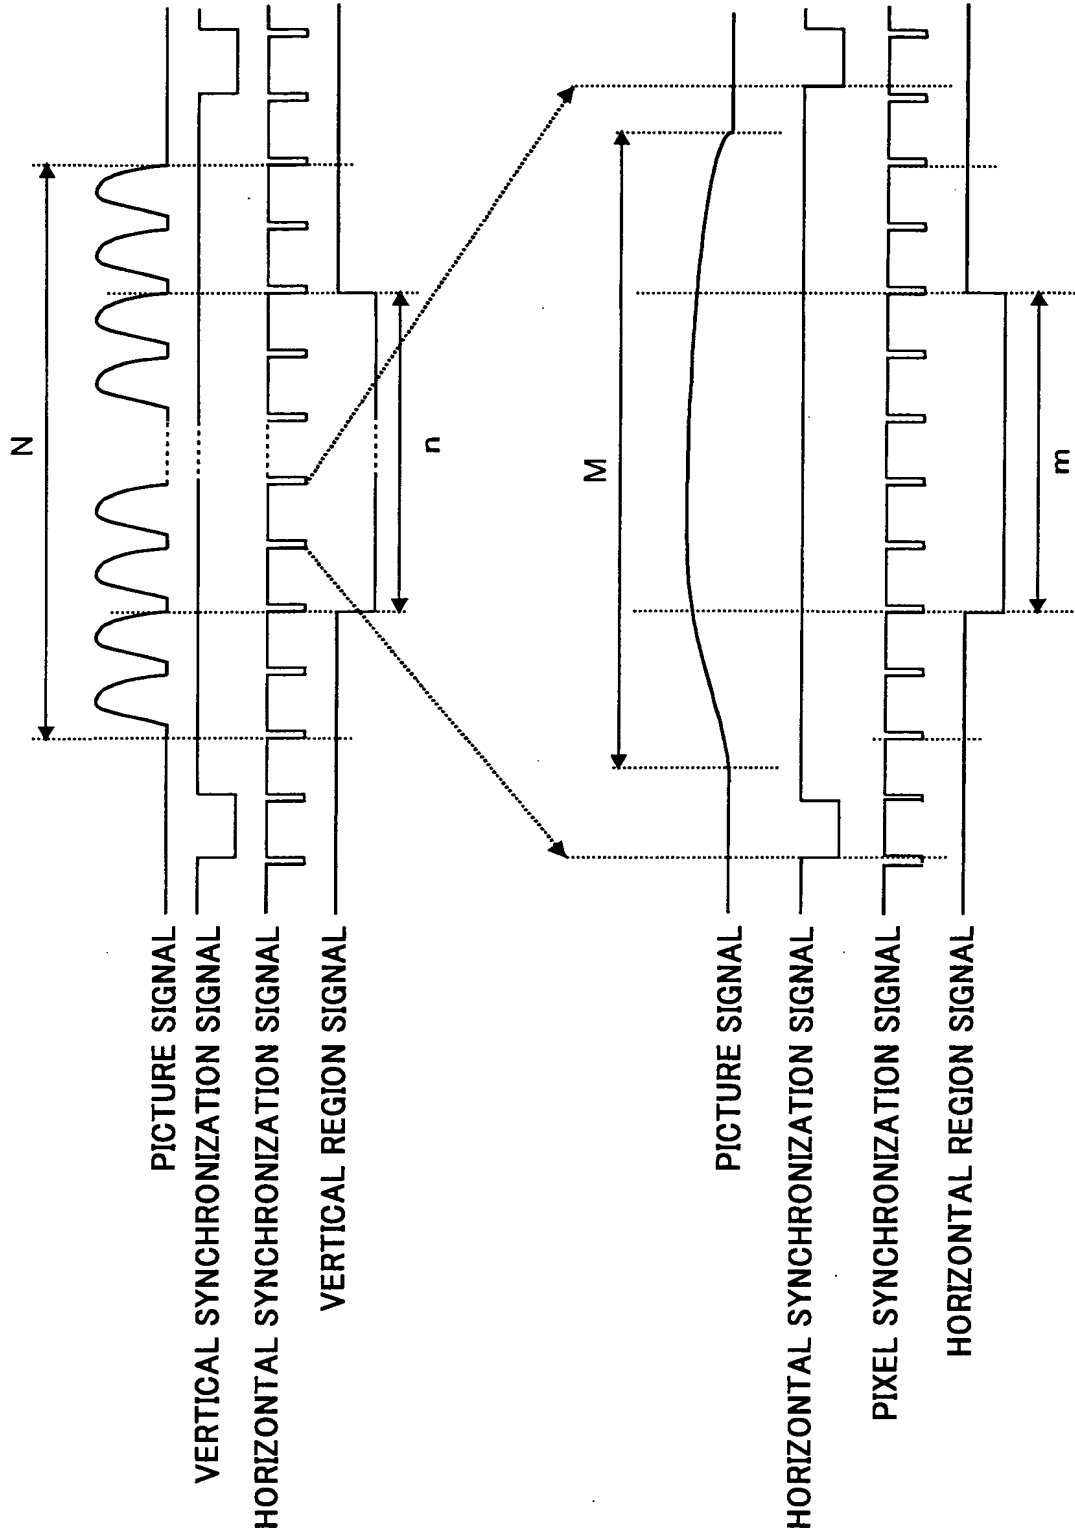 N
PICTURE SIGNAL
VERTICAL SYNCHRONIZATION SIGNAL
HORIZONTAL SYNCHRONIZATION SIGNAL
VERTICAL REGION SIGNAL
n
M
PICTURE SIGNAL
HORIZONTAL SYNCHRONIZATION SIGNAL
PIXEL SYNCHRONIZATION SIGNAL
HORIZONTAL REGION SIGNAL
m